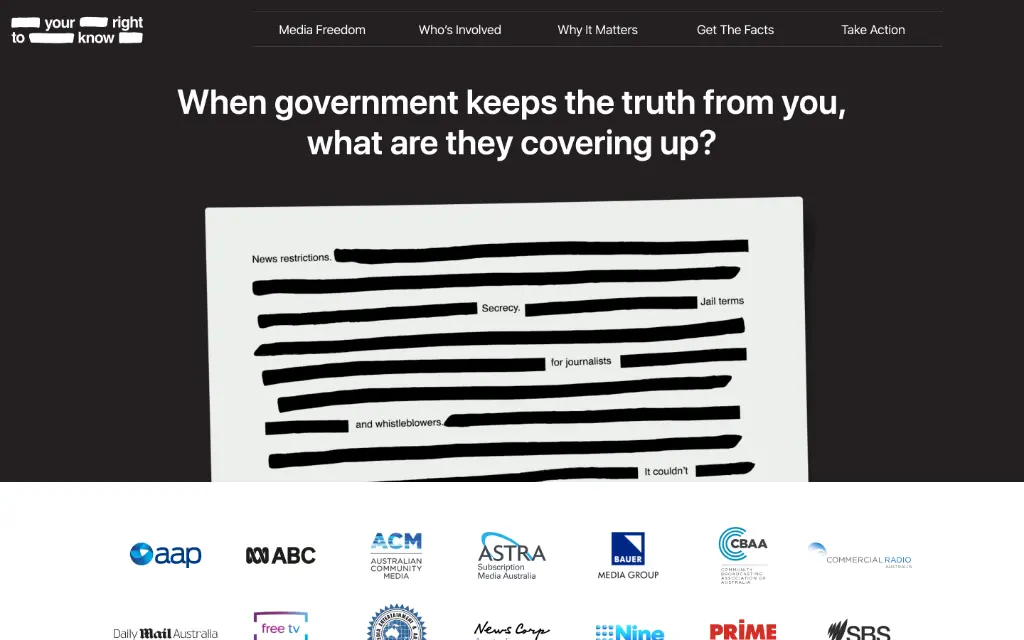 your right
to know
Media Freedom
Who's Involved
Why It Matters
Get The Facts
Take Action
When government keeps the truth from you,
what are they covering up?
News restrictions.
Secrecy. Jail terms
for journalists
and whistleblowers.
It couldn't
aap
ABC
ACM
AUSTRALIAN
COMMUNITY
MEDIA
ASTRA
Subscription
Media Australia
BAUER
MEDIA GROUP
CBAA
COMMUNITY
BROADCASTING
ASSOCIATION OF
AUSTRALIA
COMMERCIAL RADIO
AUSTRALIA
Daily Mail Australia
free tv
News Corp
Nine
PRIME
SBS